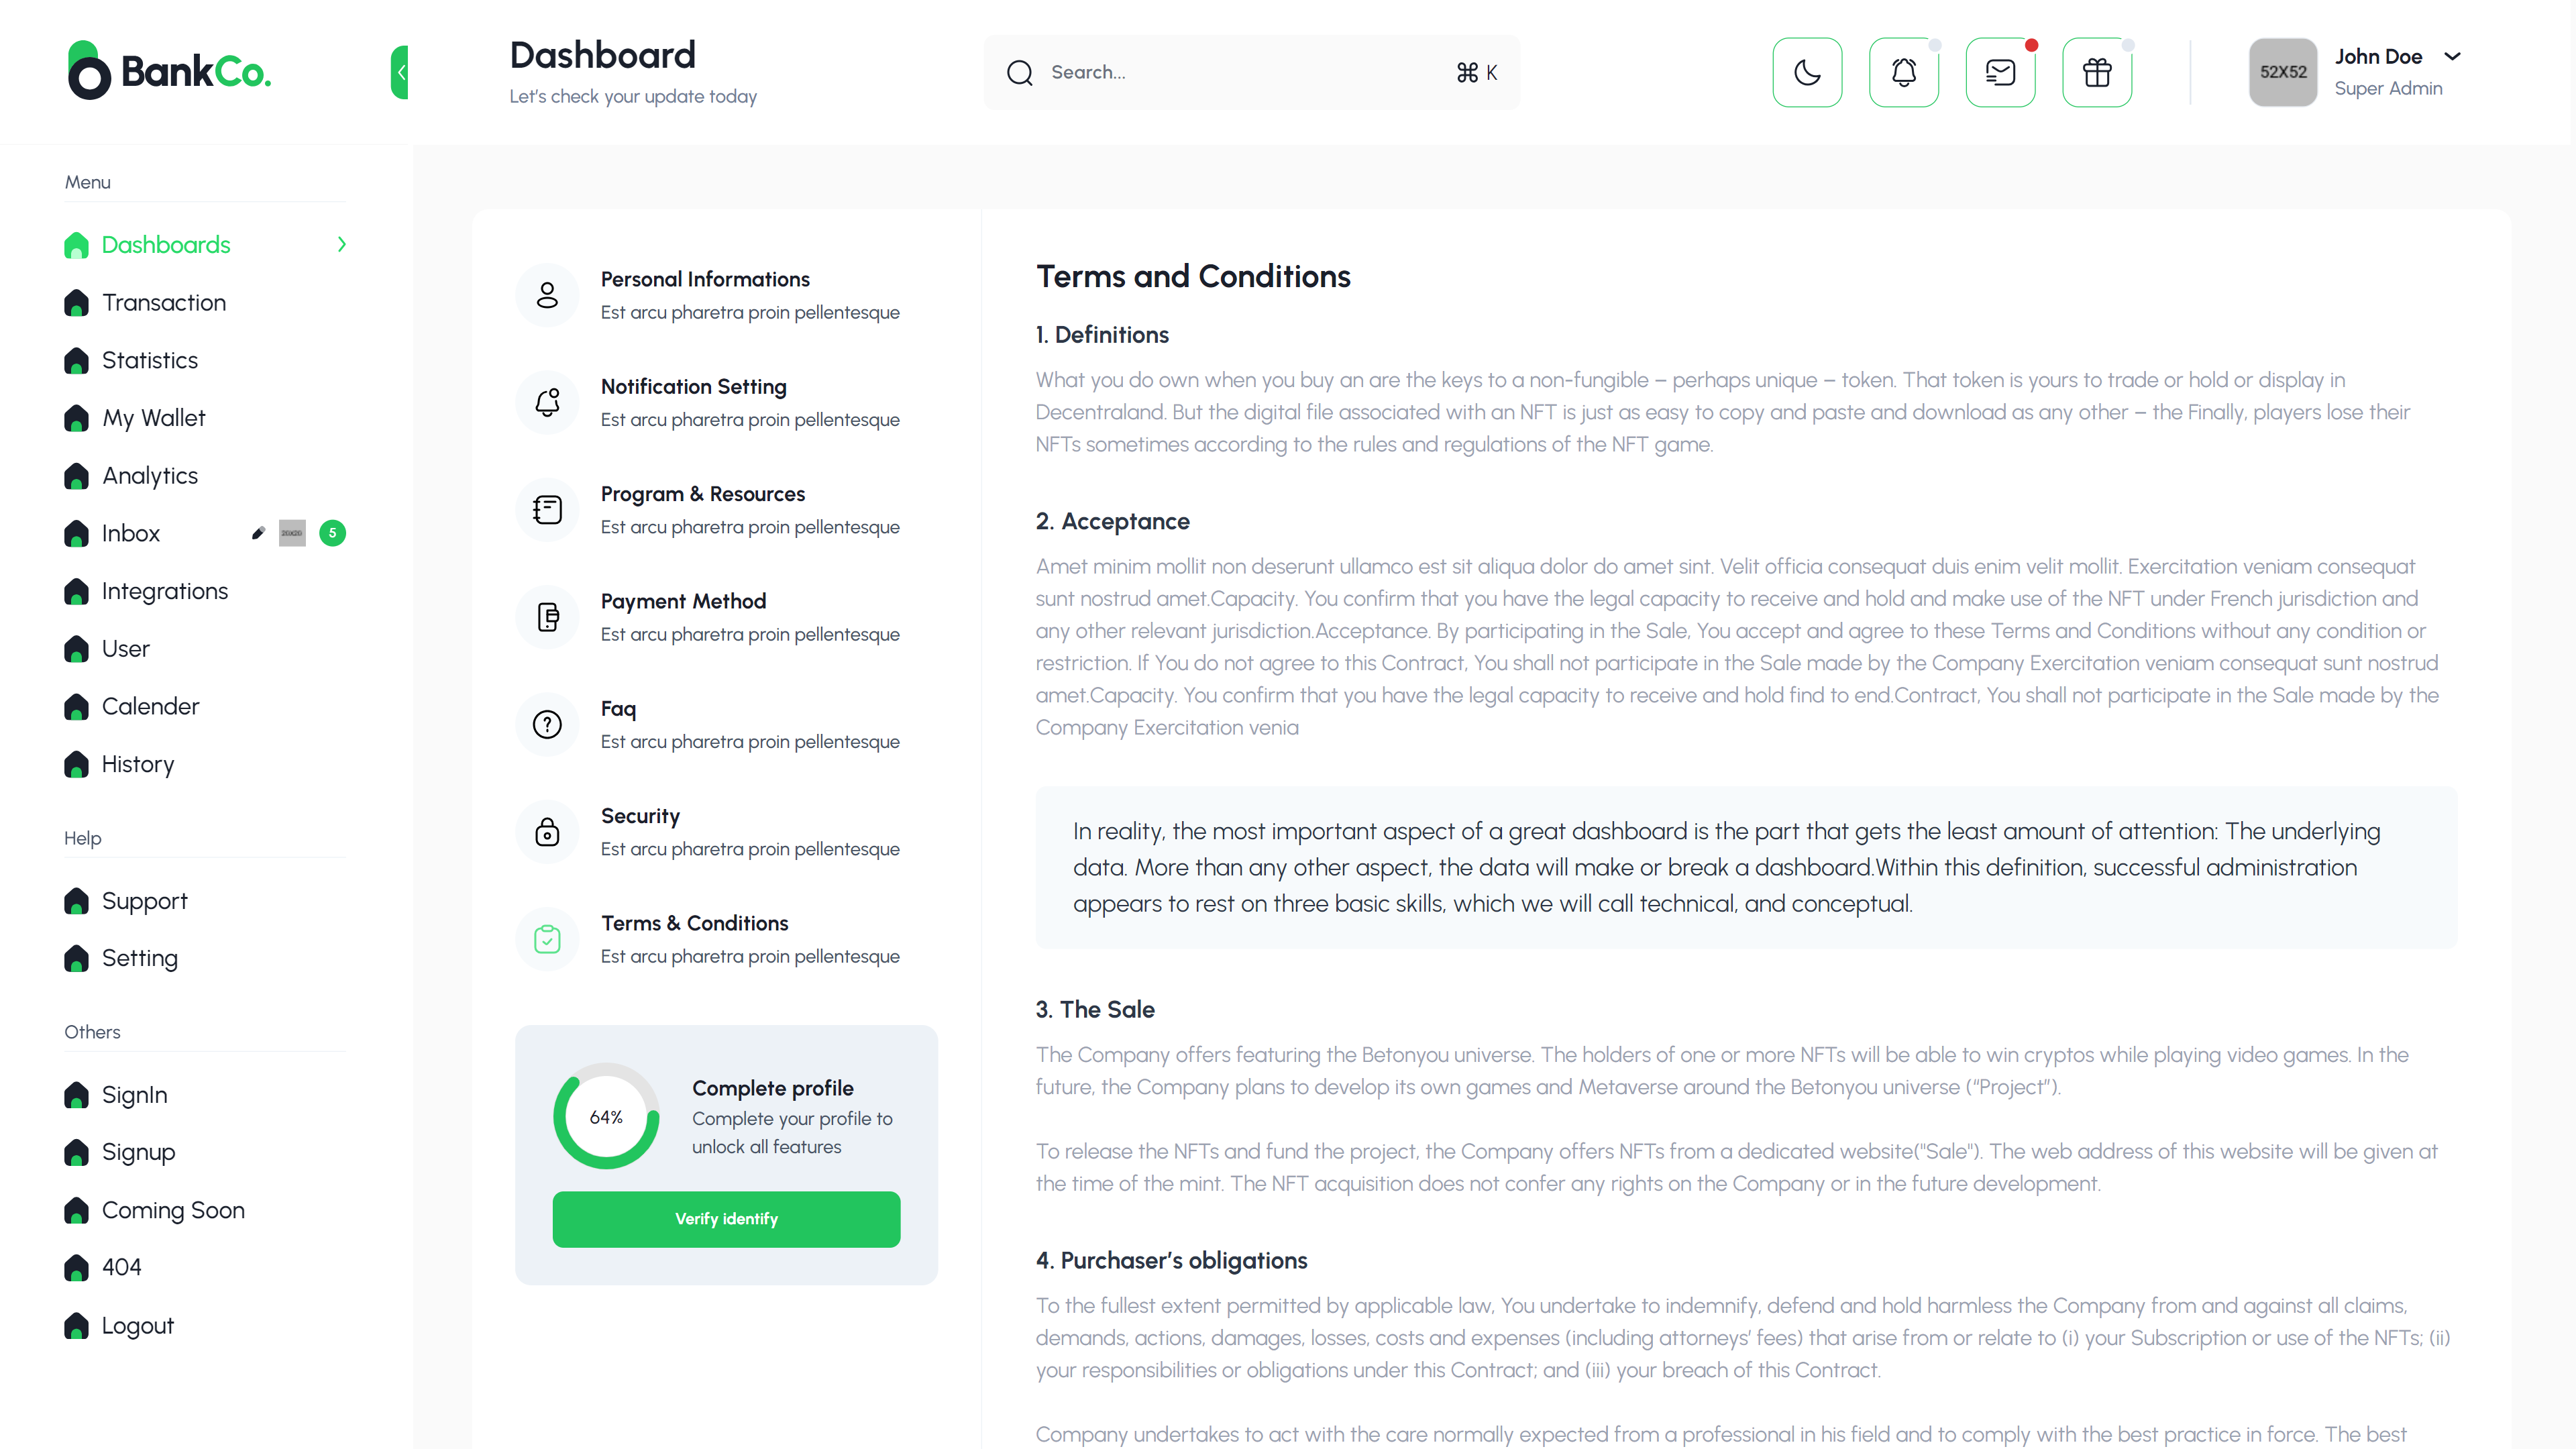 BankCo.
Dashboard
Let's check your update today
Search...
⌘ K
52X52
John Doe
Super Admin
Menu
Dashboards
Transaction
Statistics
My Wallet
Analytics
Inbox
5
Integrations
User
Calender
History
Help
Support
Setting
Others
SignIn
Signup
Coming Soon
404
Logout
Personal Informations
Est arcu pharetra proin pellentesque
Notification Setting
Est arcu pharetra proin pellentesque
Program & Resources
Est arcu pharetra proin pellentesque
Payment Method
Est arcu pharetra proin pellentesque
Faq
Est arcu pharetra proin pellentesque
Security
Est arcu pharetra proin pellentesque
Terms & Conditions
Est arcu pharetra proin pellentesque
64%
Complete profile
Complete your profile to
unlock all features
Verify identify
Terms and Conditions
1. Definitions
What you do own when you buy an are the keys to a non-fungible – perhaps unique – token. That token is yours to trade or hold or display in
Decentraland. But the digital file associated with an NFT is just as easy to copy and paste and download as any other – the Finally, players lose their
NFTs sometimes according to the rules and regulations of the NFT game.
2. Acceptance
Amet minim mollit non deserunt ullamco est sit aliqua dolor do amet sint. Velit officia consequat duis enim velit mollit. Exercitation veniam consequat
sunt nostrud amet.Capacity. You confirm that you have the legal capacity to receive and hold and make use of the NFT under French jurisdiction and
any other relevant jurisdiction.Acceptance. By participating in the Sale, You accept and agree to these Terms and Conditions without any condition or
restriction. If You do not agree to this Contract, You shall not participate in the Sale made by the Company Exercitation veniam consequat sunt nostrud
amet.Capacity. You confirm that you have the legal capacity to receive and hold find to end.Contract, You shall not participate in the Sale made by the
Company Exercitation venia
In reality, the most important aspect of a great dashboard is the part that gets the least amount of attention: The underlying
data. More than any other aspect, the data will make or break a dashboard.Within this definition, successful administration
appears to rest on three basic skills, which we will call technical, and conceptual.
3. The Sale
The Company offers featuring the Betonyou universe. The holders of one or more NFTs will be able to win cryptos while playing video games. In the
future, the Company plans to develop its own games and Metaverse around the Betonyou universe (“Project”).
To release the NFTs and fund the project, the Company offers NFTs from a dedicated website("Sale"). The web address of this website will be given at
the time of the mint. The NFT acquisition does not confer any rights on the Company or in the future development.
4. Purchaser’s obligations
To the fullest extent permitted by applicable law, You undertake to indemnify, defend and hold harmless the Company from and against all claims,
demands, actions, damages, losses, costs and expenses (including attorneys’ fees) that arise from or relate to (i) your Subscription or use of the NFTs; (ii)
your responsibilities or obligations under this Contract; and (iii) your breach of this Contract.
Company undertakes to act with the care normally expected from a professional in his field and to comply with the best practice in force. The best